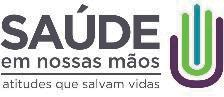 SAÚDE
em nossas mãos
atitudes que salvam vidas